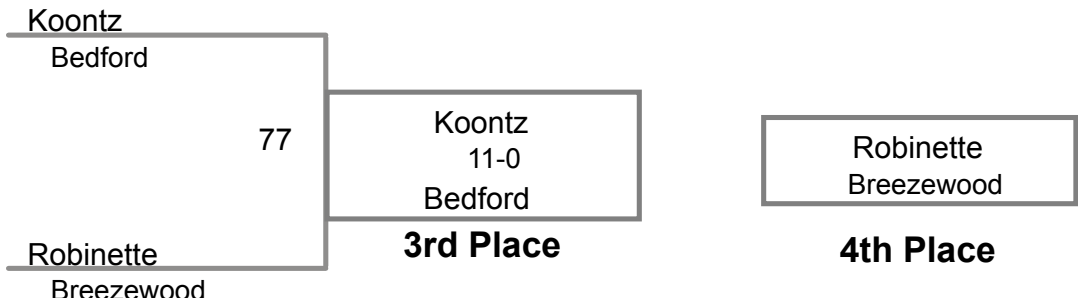 Koontz
Bedford
77
Koontz
11-0
Bedford
3rd Place
Robinette
Breezewood
4th Place
Robinette
Breezewood